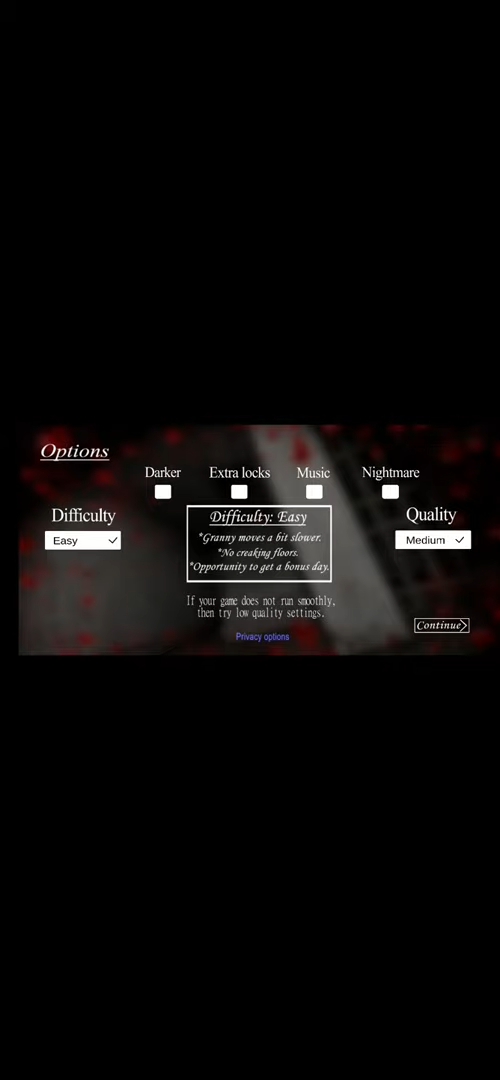 Options
Darker
Extra locks
Music
Nightmare
Difficulty
Easy
Difficulty: Easy
*Granny moves a bit slower.
*No creaking floors.
*Opportunity to get a bonus day.
Quality
Medium
If your game does not run smoothly,
then try low quality settings.
Privacy options
Continue